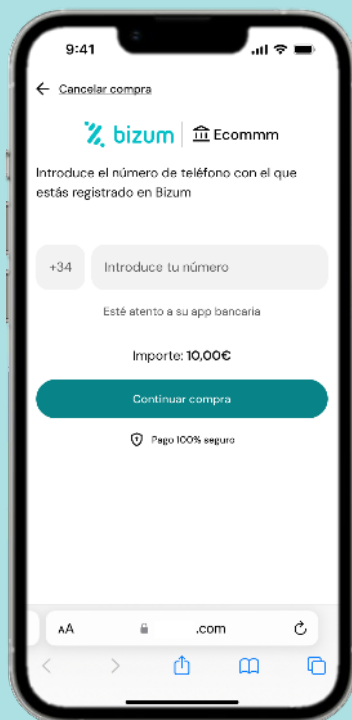 9:41
Cancelar compra
bizum Ecommm
Introduce el número de teléfono con el que
estás registrado en Bizum
+34 Introduce tu número
Esté atento a su app bancaria
Importe: 10,00€
Continuar compra
Pago 100% seguro
AA .com